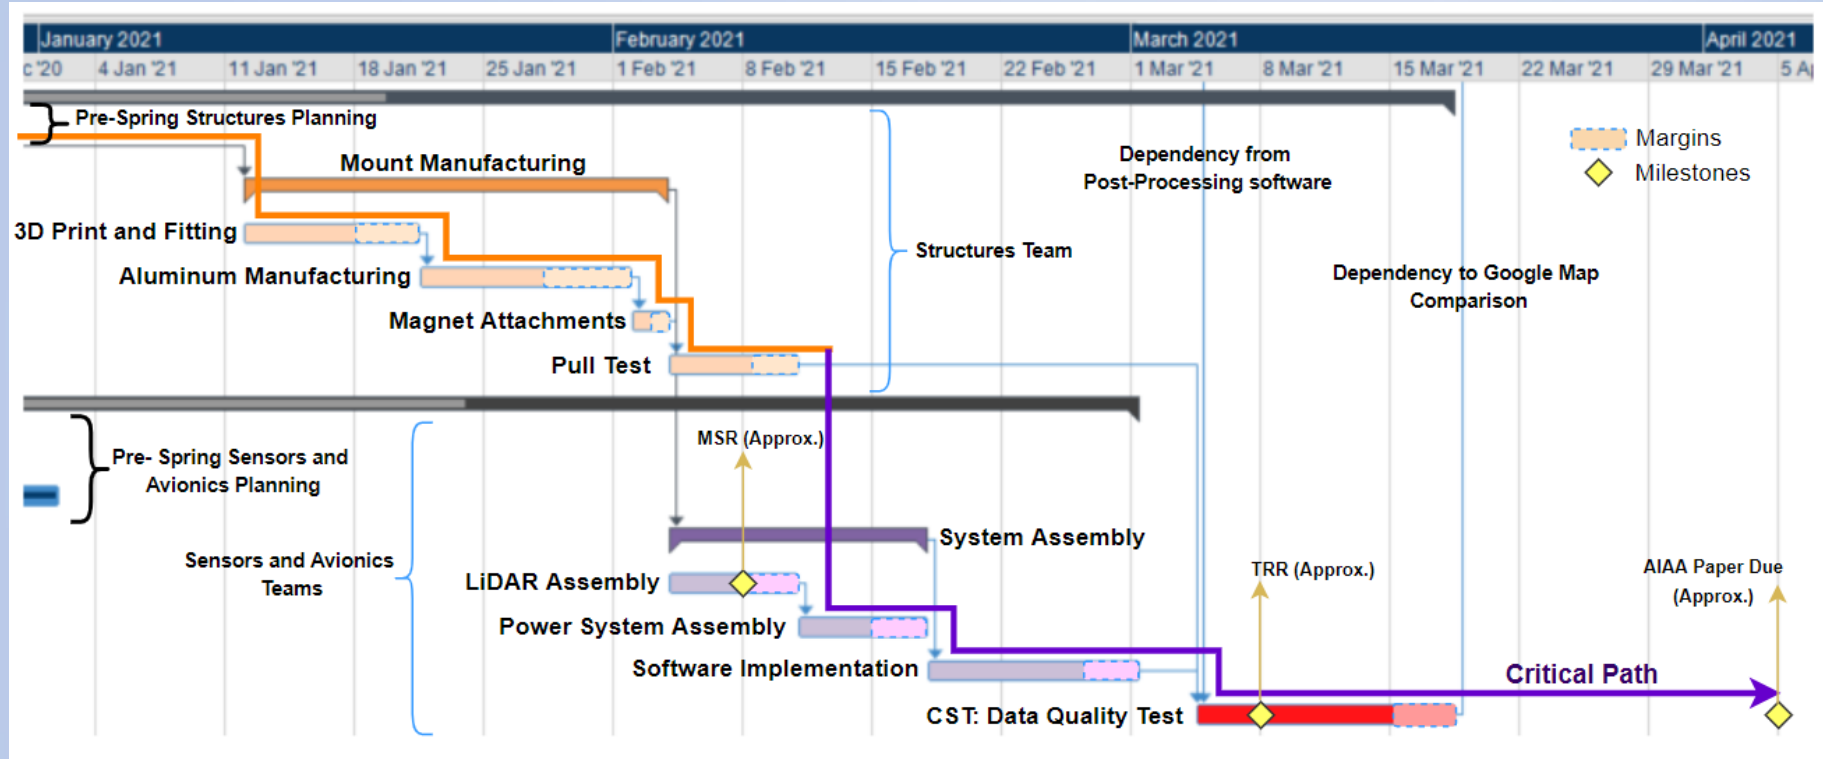 January 2021
February 2021
March 2021
April 2021
c '20
4 Jan '21
11 Jan '21
18 Jan '21
25 Jan '21
1 Feb '21
8 Feb '21
15 Feb '21
22 Feb '21
1 Mar '21
8 Mar '21
15 Mar '21
22 Mar '21
29 Mar '21
5 A
Pre-Spring Structures Planning
Margins
Milestones
Mount Manufacturing
Dependency from
Post-Processing software
3D Print and Fitting
Structures Team
Aluminum Manufacturing
Dependency to Google Map
Comparison
Magnet Attachments
Pull Test
MSR (Approx.)
Pre- Spring Sensors and
Avionics Planning
System Assembly
Sensors and Avionics
Teams
LiDAR Assembly
TRR (Approx.)
AIAA Paper Due
(Approx.)
Power System Assembly
Software Implementation
Critical Path
CST: Data Quality Test